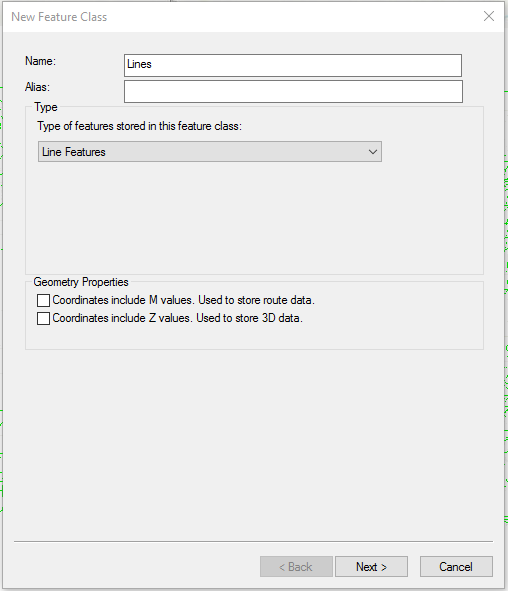 New Feature Class
Name:
Lines
Alias:
Type
Type of features stored in this feature class:
Line Features
Geometry Properties
Coordinates include M values. Used to store route data.
Coordinates include Z values. Used to store 3D data.
< Back
Next >
Cancel